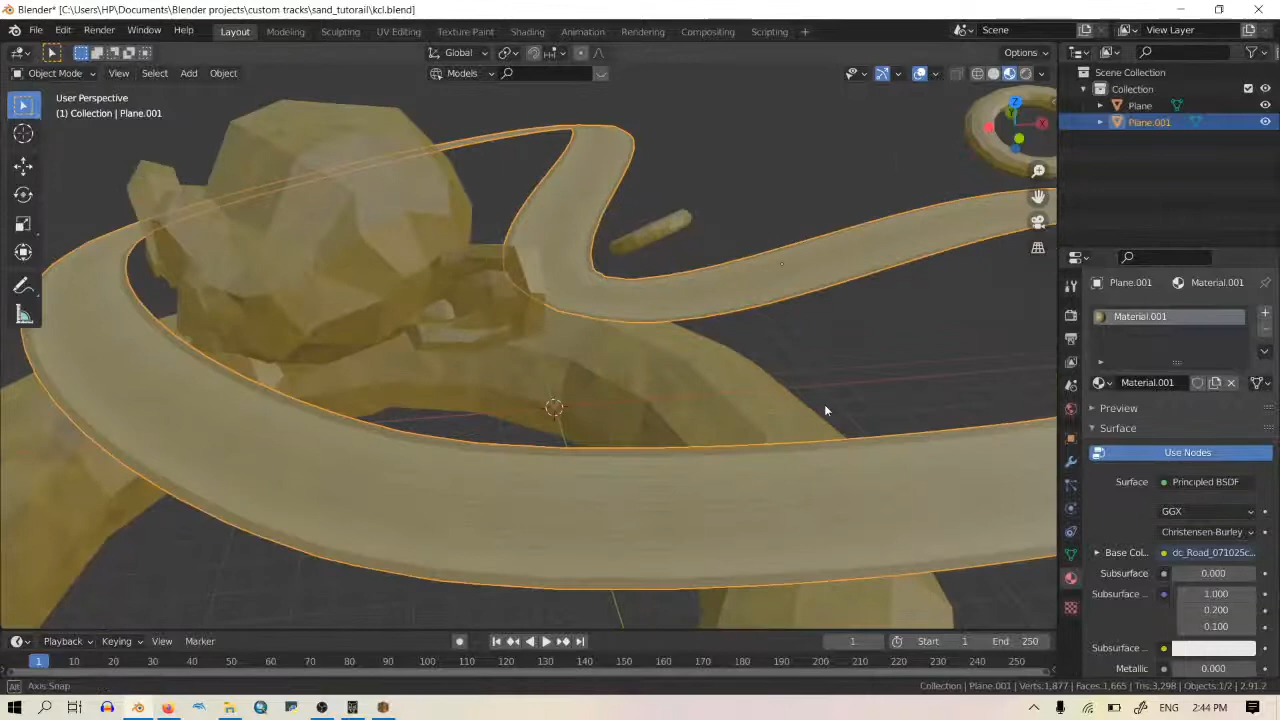 Blender* [C:\Users\HP\Documents\Blender projects\custom tracks\sand_tutorail\kcl.blend]
File Edit Render Window Help Layout Modeling Sculpting UV Editing Texture Paint Shading Animation Rendering Compositing Scripting + Scene View Layer
Global Options
Object Mode View Select Add Object Models
User Perspective
(1) Collection | Plane.001
Scene Collection
Collection
Plane
Plane.001
Z
X
Plane.001 Material.001
Material.001
Material.001
Preview
Surface
Use Nodes
Surface Principled BSDF
GGX
Christensen-Burley
Base Col... dc_Road_071025c...
Subsurface 0.000
Subsurface ... 1.000
0.200
0.100
Subsurface ...
Metallic 0.000
Playback Keying View Marker 1 Start 1 End 250
1 10 20 30 40 50 60 70 80 90 100 110 120 130 140 150 160 170 180 190 200 210 220 230 240 250
Alt Axis Snap Collection | Plane.001 | Verts:1,877 | Faces:1,665 | Tris:3,298 | Objects:1/2 | 2.91.2
ENG 2:44 PM